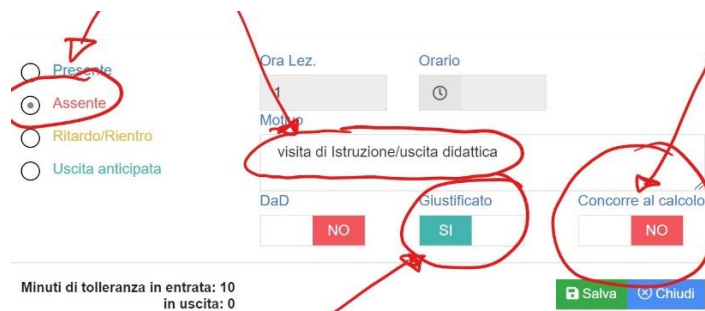 Presente
Assente
Ritardo/Rientro
Uscita anticipata
Ora Lez.
Orario
1
Motivo
visita di Istruzione/uscita didattica
DaD
Giustificato
Concorre al calcolo
NO
SI
NO
Minuti di tolleranza in entrata: 10
in uscita: 0
Salva
Chiudi